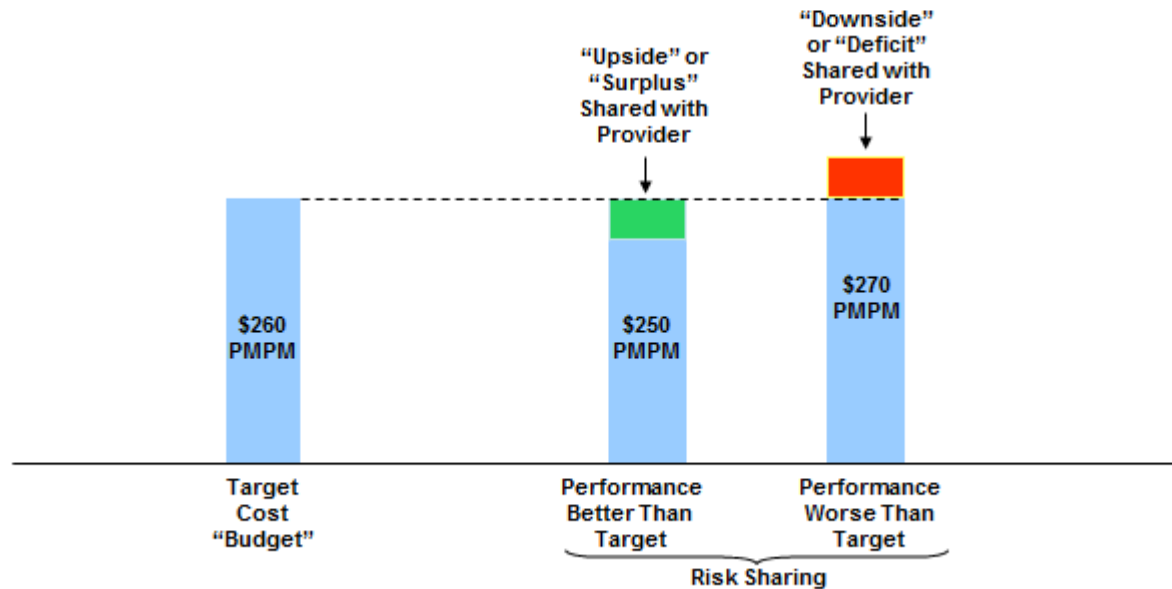 “Upside” or
“Surplus”
Shared with
Provider
“Downside”
or “Deficit”
Shared with
Provider
$260
PMPM
$250
PMPM
$270
PMPM
Target
Cost
“Budget”
Performance
Better Than
Target
Performance
Worse Than
Target
Risk Sharing